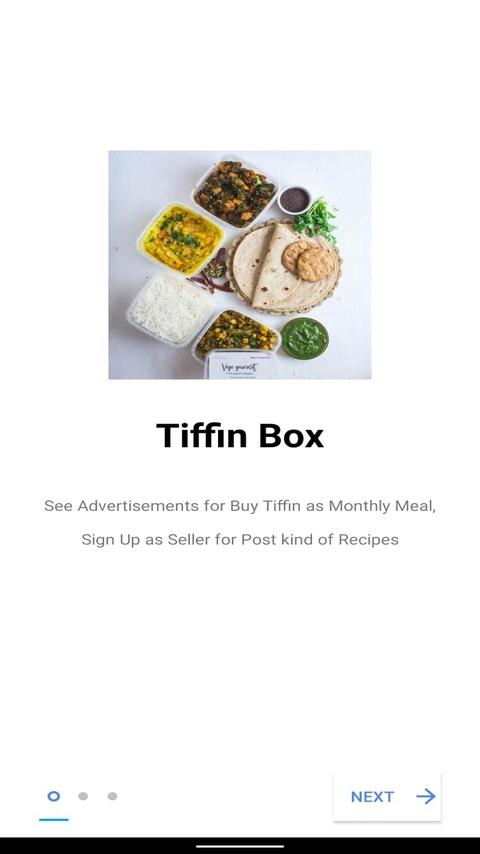 Vege gourmet
Tiffin Box
See Advertisements for Buy Tiffin as Monthly Meal,
Sign Up as Seller for Post kind of Recipes
NEXT